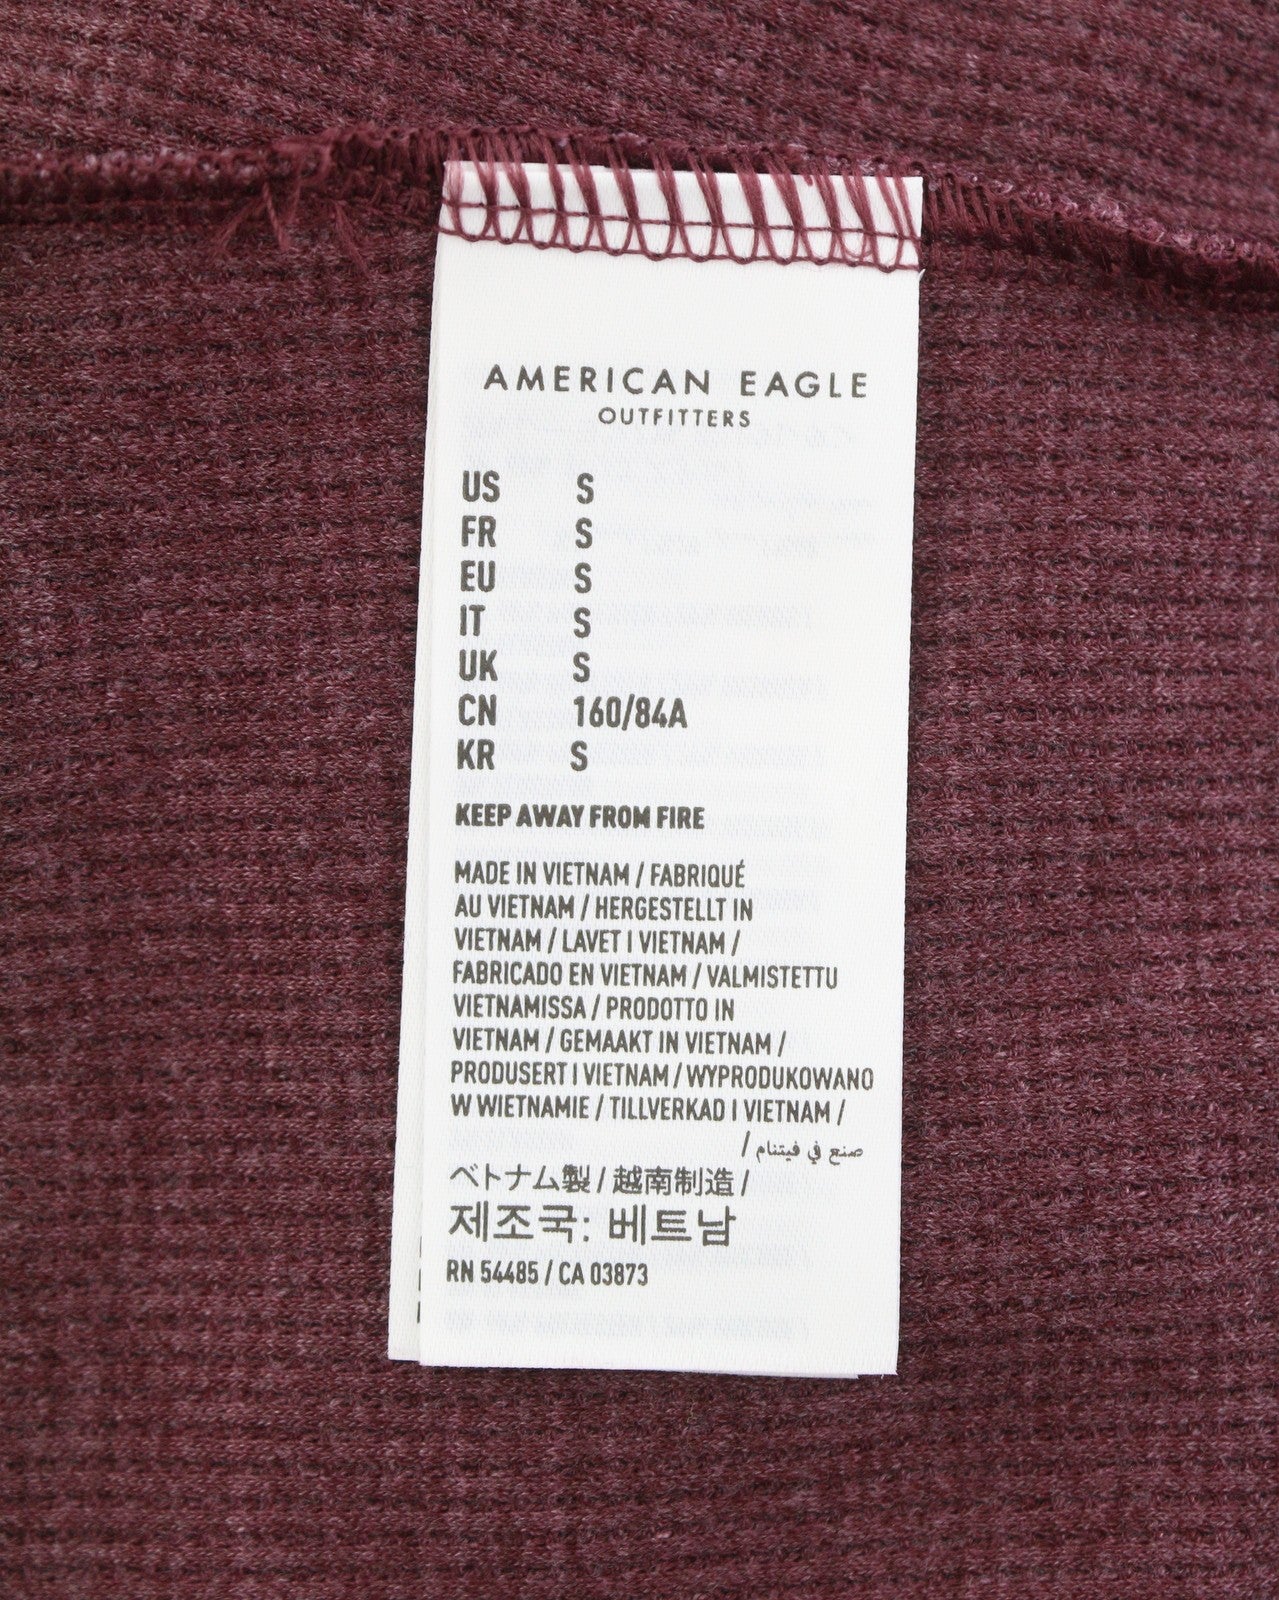 AMERICAN EAGLE
OUTFITTERS
US S
FR S
EU S
IT S
UK S
CN 160/84A
KR S
KEEP AWAY FROM FIRE
MADE IN VIETNAM / FABRIQUÉ
AU VIETNAM / HERGESTELLT IN
VIETNAM / LAVET I VIETNAM /
FABRICADO EN VIETNAM / VALMISTETTU
VIETNAMISSA / PRODOTTO IN
VIETNAM / GEMAAKT IN VIETNAM /
PRODUSERT I VIETNAM / WYPRODUKOWANO
W WIETNAMIE / TILLVERKAD I VIETNAM /
صنع في فيتنام /
ベトナム製 / 越南制造 /
제조국: 베트남
RN 54485 / CA 03873